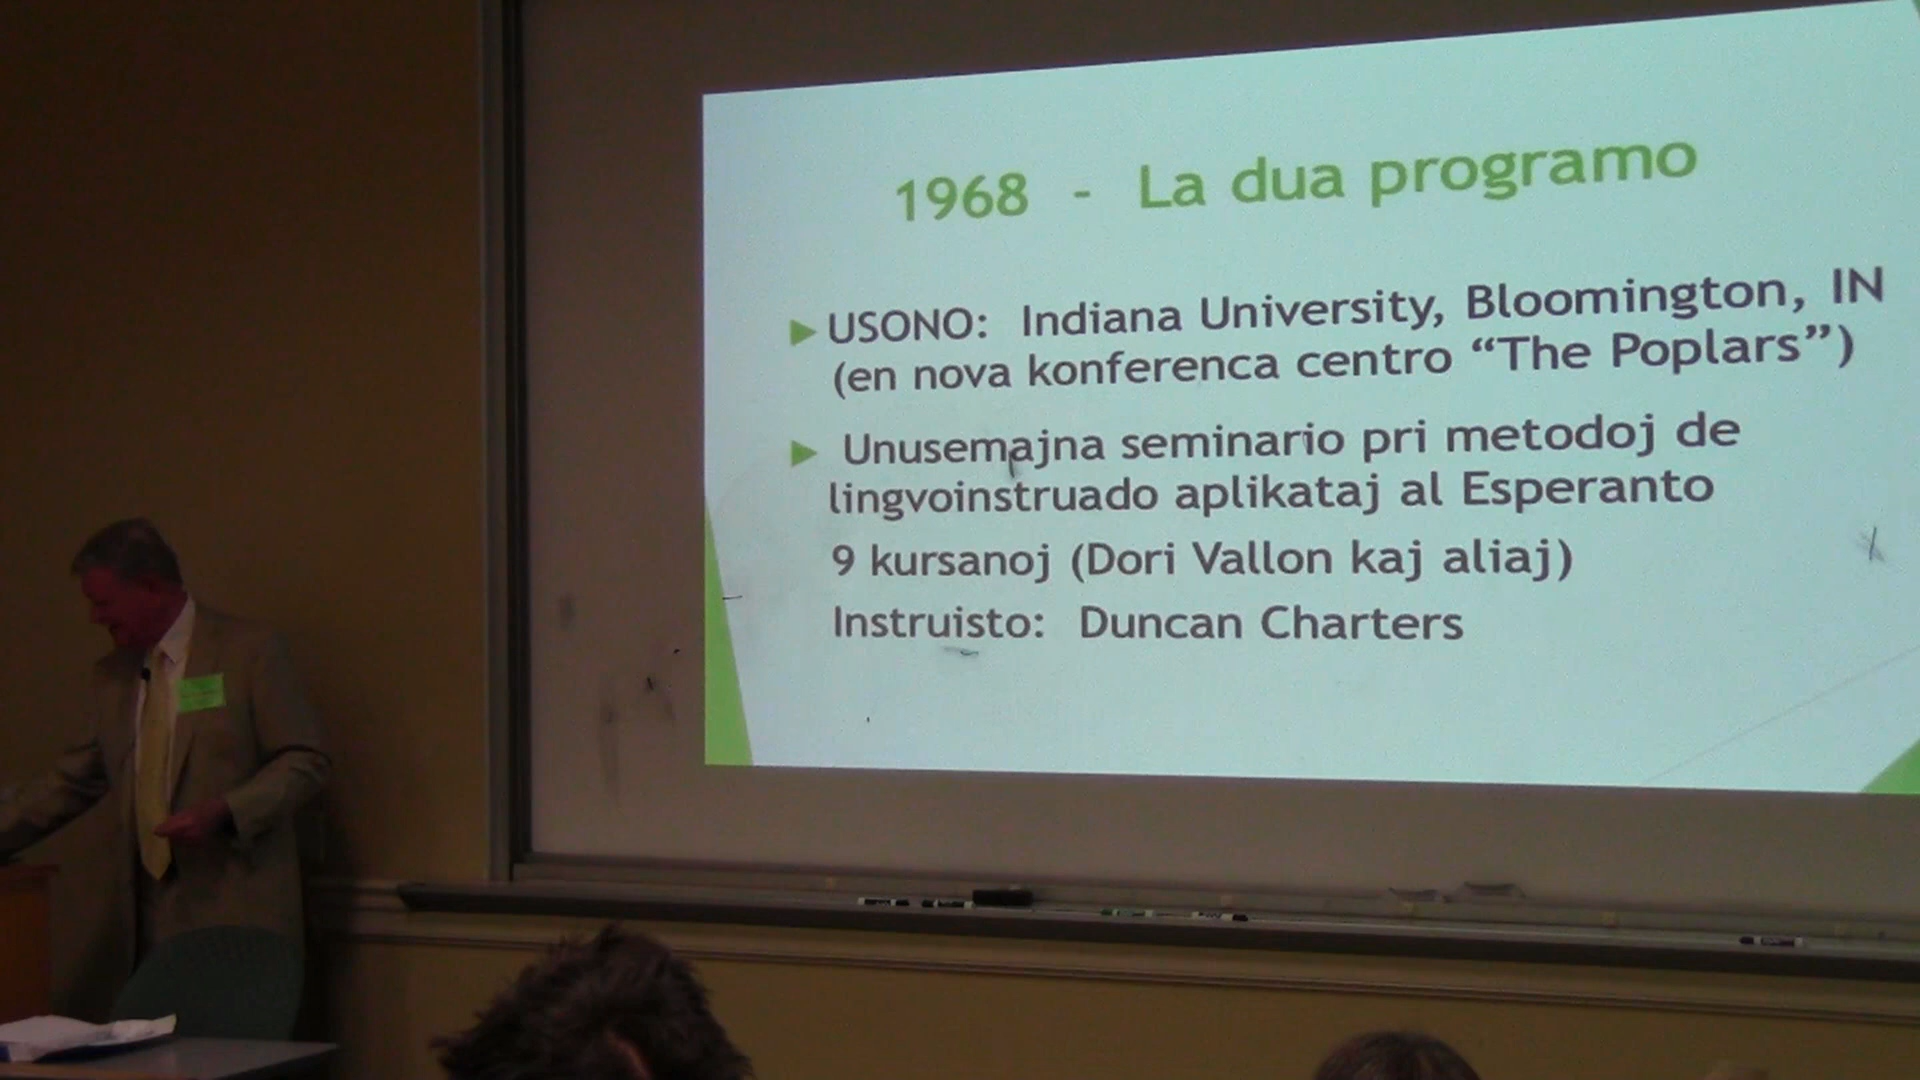 1968 - La dua programo
USONO: Indiana University, Bloomington, IN
(en nova konferenca centro “The Poplars”)
Unusemajna seminario pri metodoj de
lingvoinstruado aplikataj al Esperanto
9 kursanoj (Dori Vallon kaj aliaj)
Instruisto: Duncan Charters